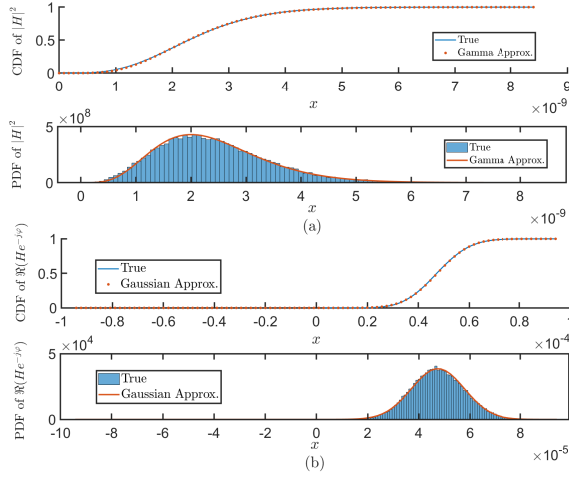 CDF of |H|²
1
0.5
0
True
Gamma Approx.
0 1 2 3 4 5 6 7 8 9
x
×10⁻⁹
×10⁸
PDF of |H|²
5
0
True
Gamma Approx.
0 1 2 3 4 5 6 7 8
x
×10⁻⁹
(a)
CDF of ℜ(He^{-jφ})
1
0.5
0
True
Gaussian Approx.
-1 -0.8 -0.6 -0.4 -0.2 0 0.2 0.4 0.6 0.8 1
x
×10⁻⁴
×10⁴
PDF of ℜ(He^{-jφ})
5
0
True
Gaussian Approx.
-10 -8 -6 -4 -2 0 2 4 6 8
x
×10⁻⁵
(b)